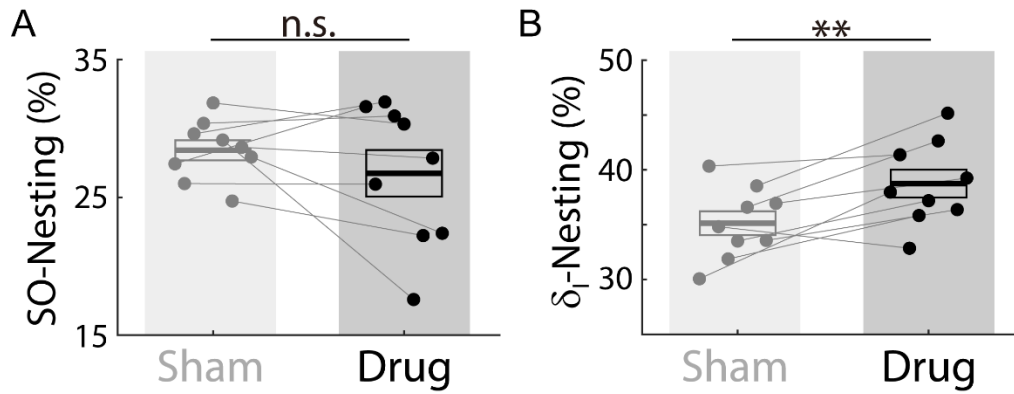 A
n.s.
SO-Nesting (%)
35
25
15
Sham
Drug
B
**
δI-Nesting (%)
50
40
30
Sham
Drug